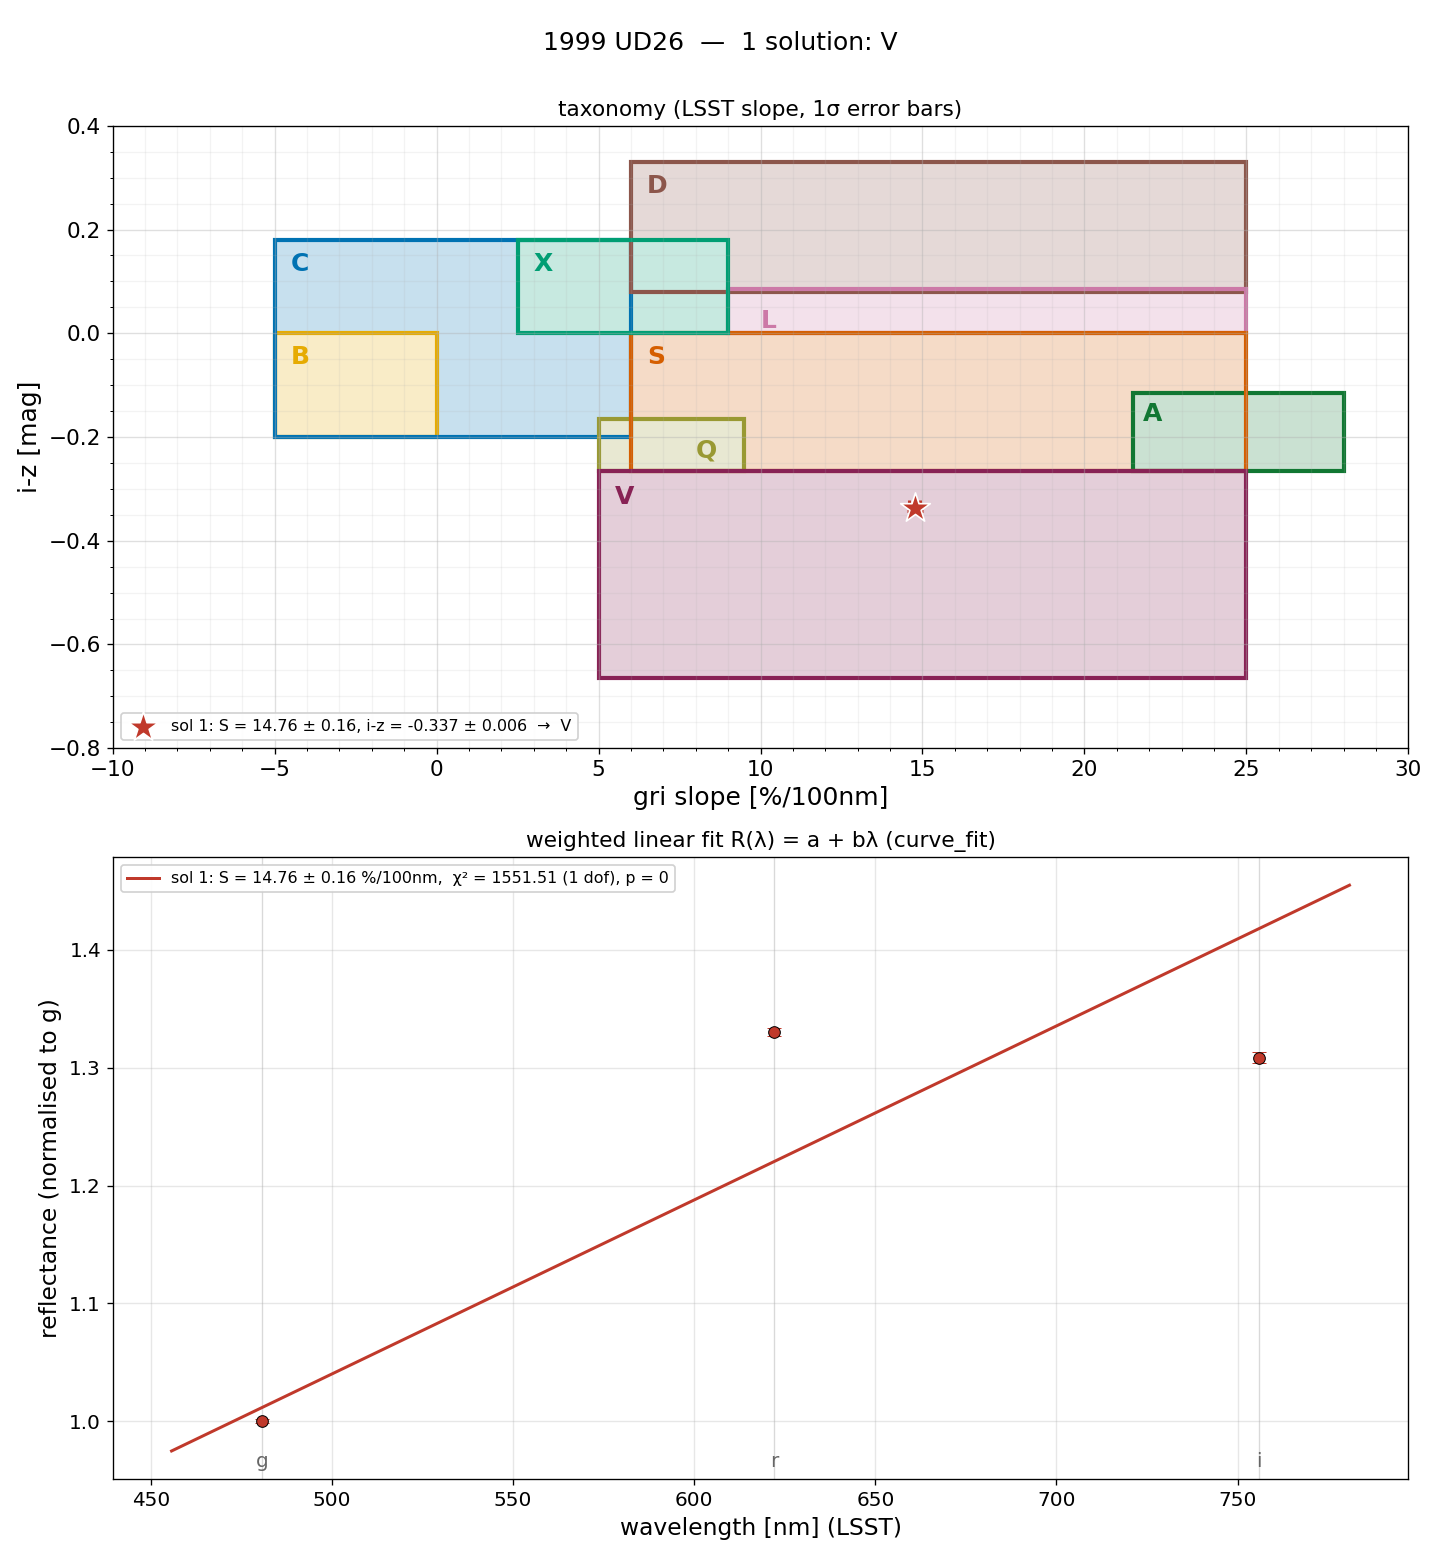 1999 UD26  —  1 solution: V
taxonomy (LSST slope, 1σ error bars)
0.4
0.2
0.0
−0.2
−0.4
−0.6
−0.8
i-z [mag]
D
C
X
L
B
S
A
Q
V
sol 1: S = 14.76 ± 0.16, i-z = -0.337 ± 0.006  →  V
−10
−5
0
5
10
15
20
25
30
gri slope [%/100nm]
weighted linear fit R(λ) = a + bλ (curve_fit)
sol 1: S = 14.76 ± 0.16 %/100nm,  χ² = 1551.51 (1 dof), p = 0
1.4
1.3
1.2
1.1
1.0
reflectance (normalised to g)
g
r
i
450
500
550
600
650
700
750
wavelength [nm] (LSST)